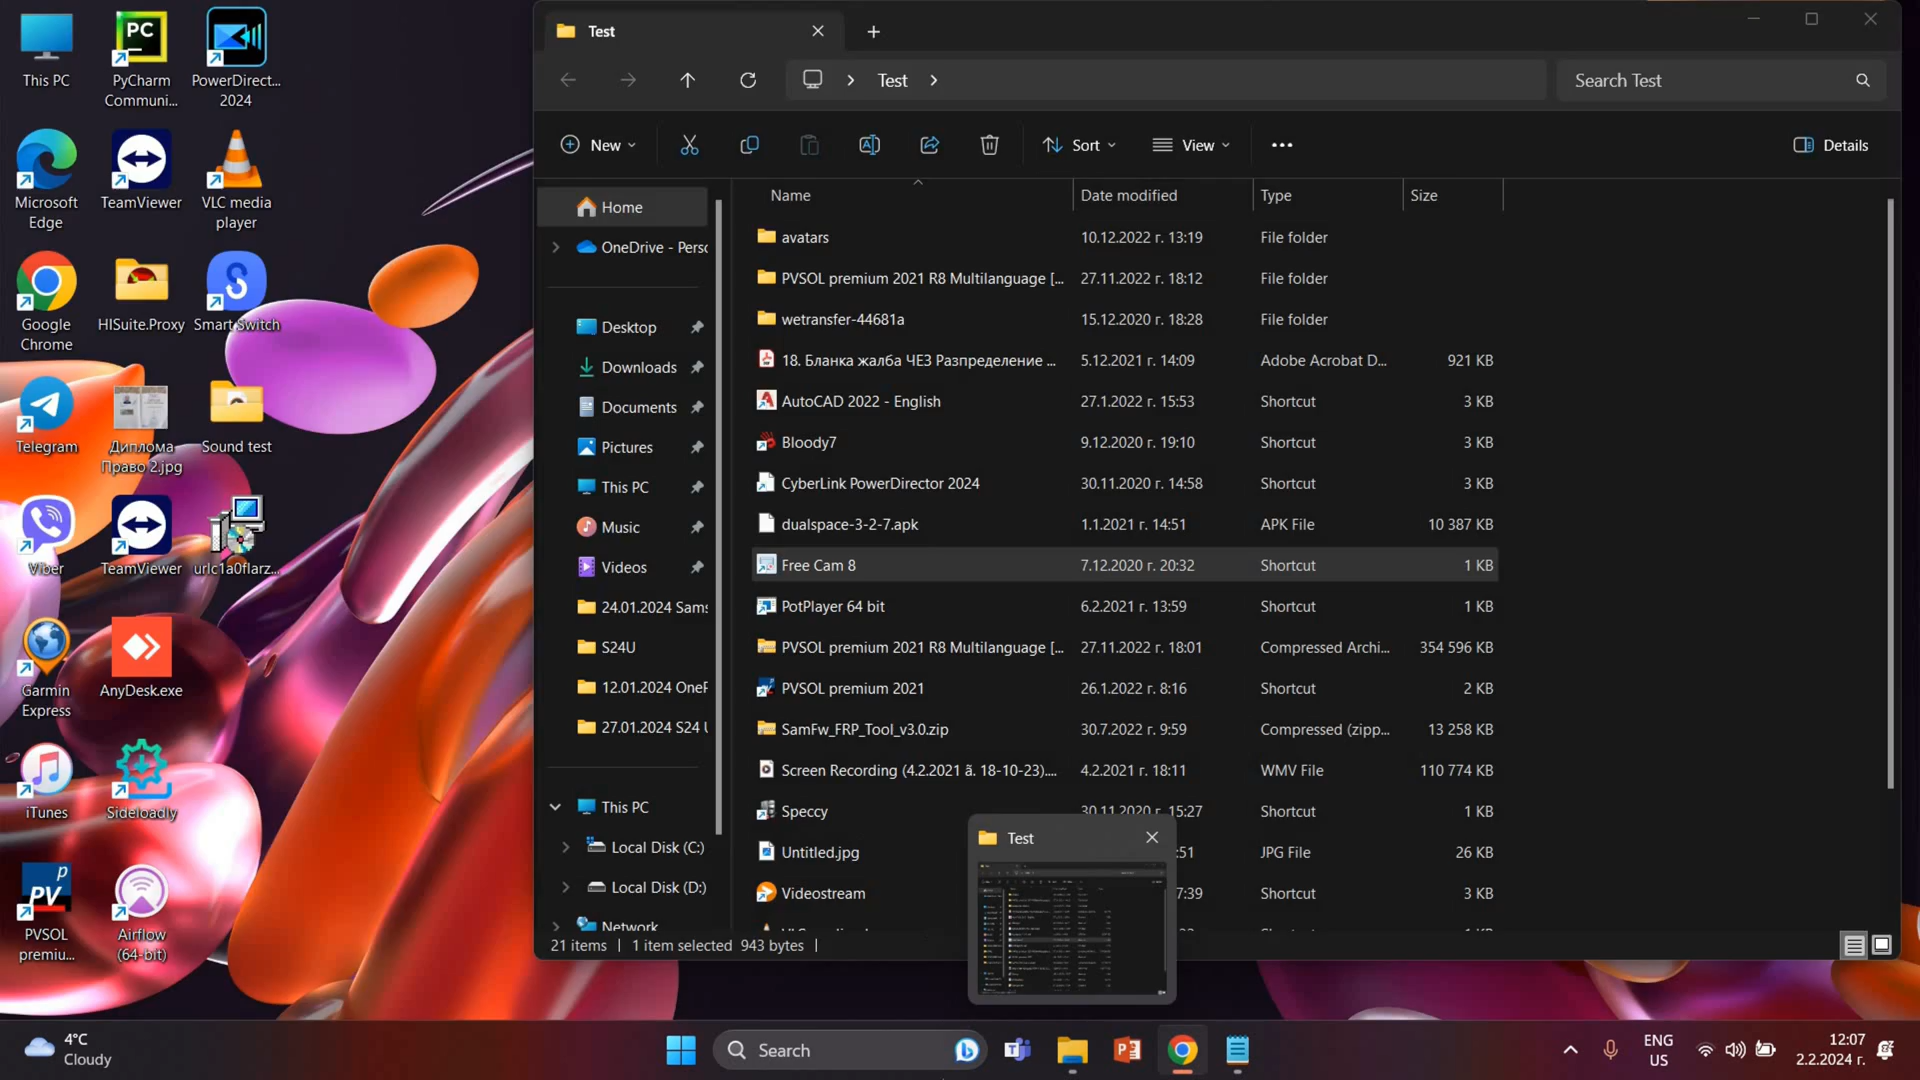 This PC
PyCharm
Communi...
PowerDirect...
2024
Microsoft
Edge
TeamViewer
VLC media
player
Google
Chrome
HISuite.Proxy
Smart Switch
Telegram
Диплома
Право 2.jpg
Sound test
Viber
TeamViewer
urlc1a0flarz...
Garmin
Express
AnyDesk.exe
iTunes
Sideloadly
PVSOL
premiu...
Airflow
(64-bit)
Test
Test
Search Test
New
Sort
View
Details
Home
OneDrive - Persc
Desktop
Downloads
Documents
Pictures
This PC
Music
Videos
24.01.2024 Sams
S24U
12.01.2024 OneP
27.01.2024 S24 U
This PC
Local Disk (C:)
Local Disk (D:)
Network
Name Date modified Type Size
avatars 10.12.2022 г. 13:19 File folder
PVSOL premium 2021 R8 Multilanguage [... 27.11.2022 г. 18:12 File folder
wetransfer-44681a 15.12.2020 г. 18:28 File folder
18. Бланка жалба ЧЕЗ Разпределение ... 5.12.2021 г. 14:09 Adobe Acrobat D... 921 KB
AutoCAD 2022 - English 27.1.2022 г. 15:53 Shortcut 3 KB
Bloody7 9.12.2020 г. 19:10 Shortcut 3 KB
CyberLink PowerDirector 2024 30.11.2020 г. 14:58 Shortcut 3 KB
dualspace-3-2-7.apk 1.1.2021 г. 14:51 APK File 10 387 KB
Free Cam 8 7.12.2020 г. 20:32 Shortcut 1 KB
PotPlayer 64 bit 6.2.2021 г. 13:59 Shortcut 1 KB
PVSOL premium 2021 R8 Multilanguage [... 27.11.2022 г. 18:01 Compressed Archi... 354 596 KB
PVSOL premium 2021 26.1.2022 г. 8:16 Shortcut 2 KB
SamFw_FRP_Tool_v3.0.zip 30.7.2022 г. 9:59 Compressed (zipp... 13 258 KB
Screen Recording (4.2.2021 ã. 18-10-23).... 4.2.2021 г. 18:11 WMV File 110 774 KB
Speccy 30.11.2020 г. 15:27 Shortcut 1 KB
Untitled.jpg :51 JPG File 26 KB
Videostream 7:39 Shortcut 3 KB
21 items 1 item selected 943 bytes
Test
4°C
Cloudy
Search
ENG
US
12:07
2.2.2024 г.